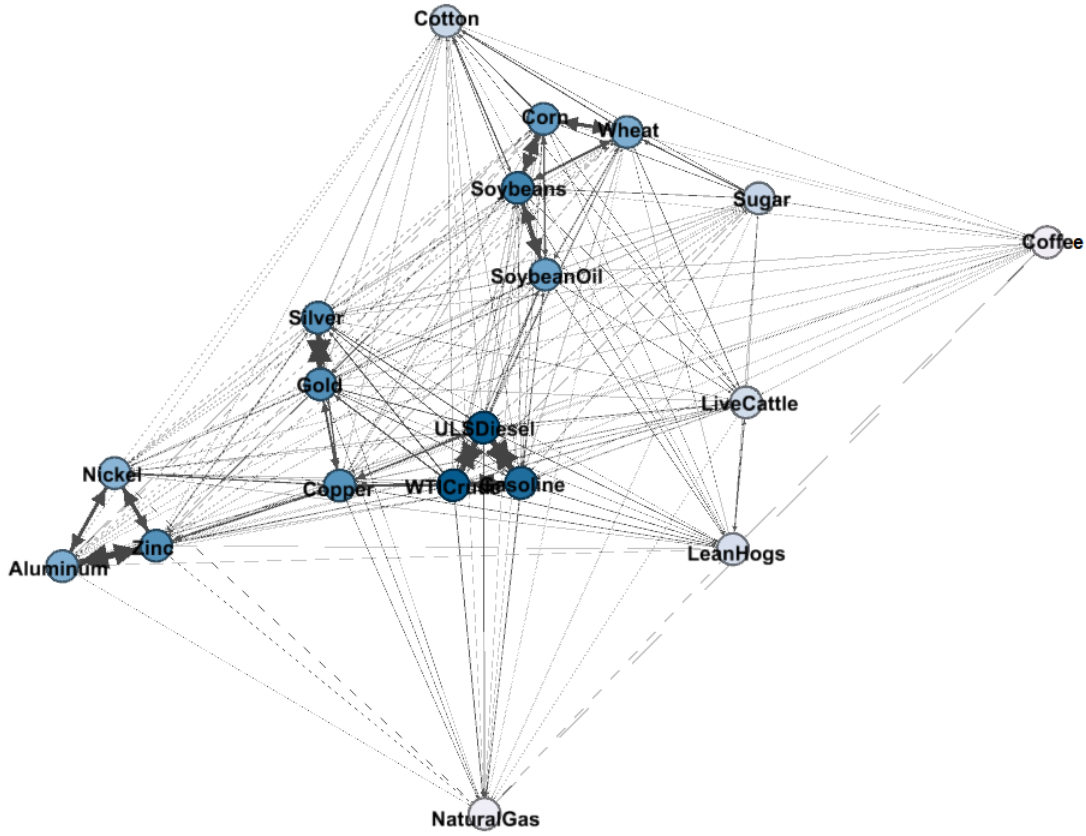 Cotton
Corn
Wheat
Soybeans
Sugar
Coffee
SoybeanOil
Silver
Gold
LiveCattle
ULSDiesel
Nickel
Copper
WTICrude
Gasoline
Zinc
LeanHogs
Aluminum
NaturalGas